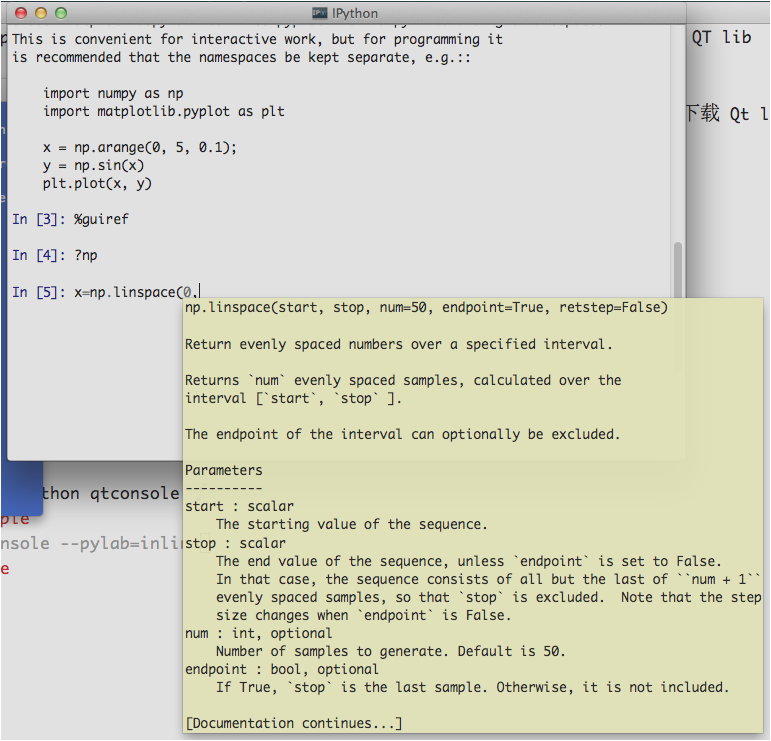 IPython
This is convenient for interactive work, but for programming it
is recommended that the namespaces be kept separate, e.g.::
import numpy as np
import matplotlib.pyplot as plt
x = np.arange(0, 5, 0.1);
y = np.sin(x)
plt.plot(x, y)
In [3]: %guiref
In [4]: ?np
In [5]: x=np.linspace(0,
np.linspace(start, stop, num=50, endpoint=True, retstep=False)
Return evenly spaced numbers over a specified interval.
Returns `num` evenly spaced samples, calculated over the
interval [`start`, `stop` ].
The endpoint of the interval can optionally be excluded.
Parameters
----------
start : scalar
The starting value of the sequence.
stop : scalar
The end value of the sequence, unless `endpoint` is set to False.
In that case, the sequence consists of all but the last of ``num + 1``
evenly spaced samples, so that `stop` is excluded.  Note that the step
size changes when `endpoint` is False.
num : int, optional
Number of samples to generate. Default is 50.
endpoint : bool, optional
If True, `stop` is the last sample. Otherwise, it is not included.
[Documentation continues...]
QT lib
下载 Qt l
thon qtconsole
ple
nsole --pylab=inlin
e